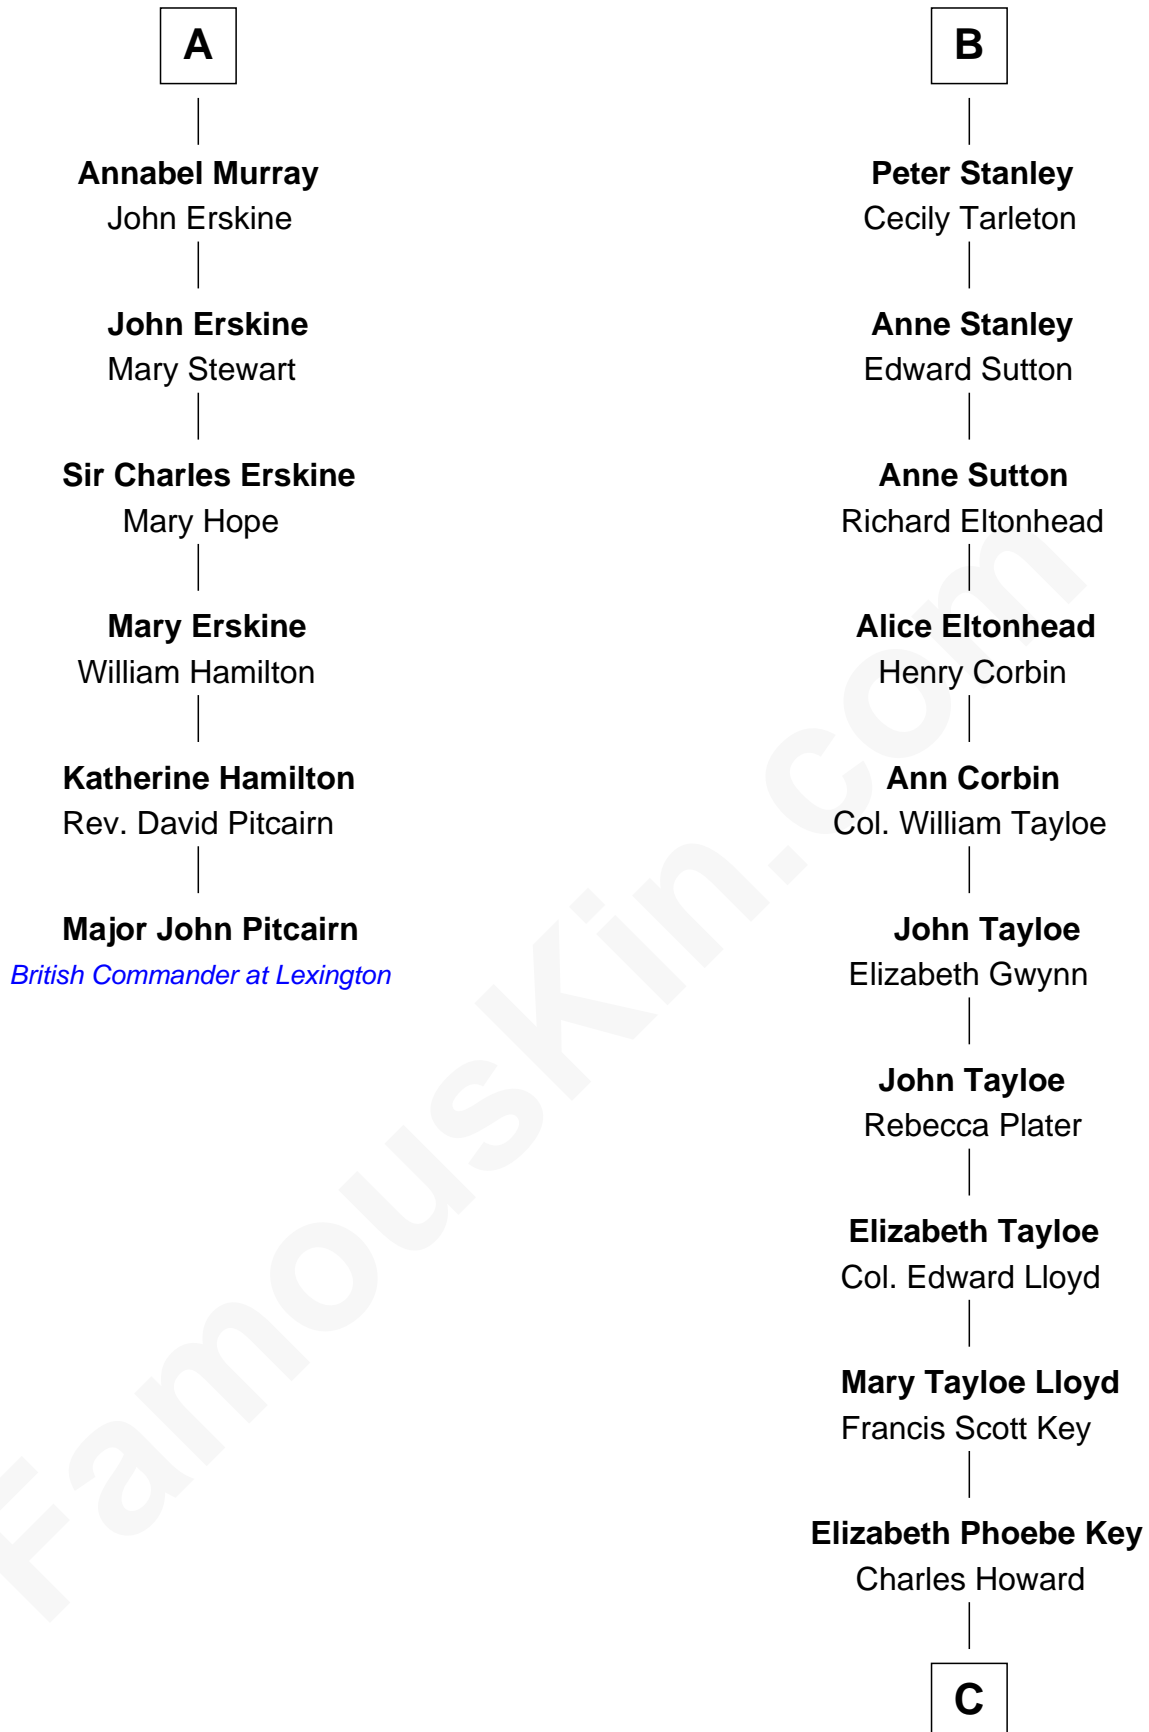 A
Annabel Murray
John Erskine
John Erskine
Mary Stewart
Sir Charles Erskine
Mary Hope
Mary Erskine
William Hamilton
Katherine Hamilton
Rev. David Pitcairn
Major John Pitcairn
British Commander at Lexington
B
Peter Stanley
Cecily Tarleton
Anne Stanley
Edward Sutton
Anne Sutton
Richard Eltonhead
Alice Eltonhead
Henry Corbin
Ann Corbin
Col. William Tayloe
John Tayloe
Elizabeth Gwynn
John Tayloe
Rebecca Plater
Elizabeth Tayloe
Col. Edward Lloyd
Mary Tayloe Lloyd
Francis Scott Key
Elizabeth Phoebe Key
Charles Howard
C
FamousKin.com